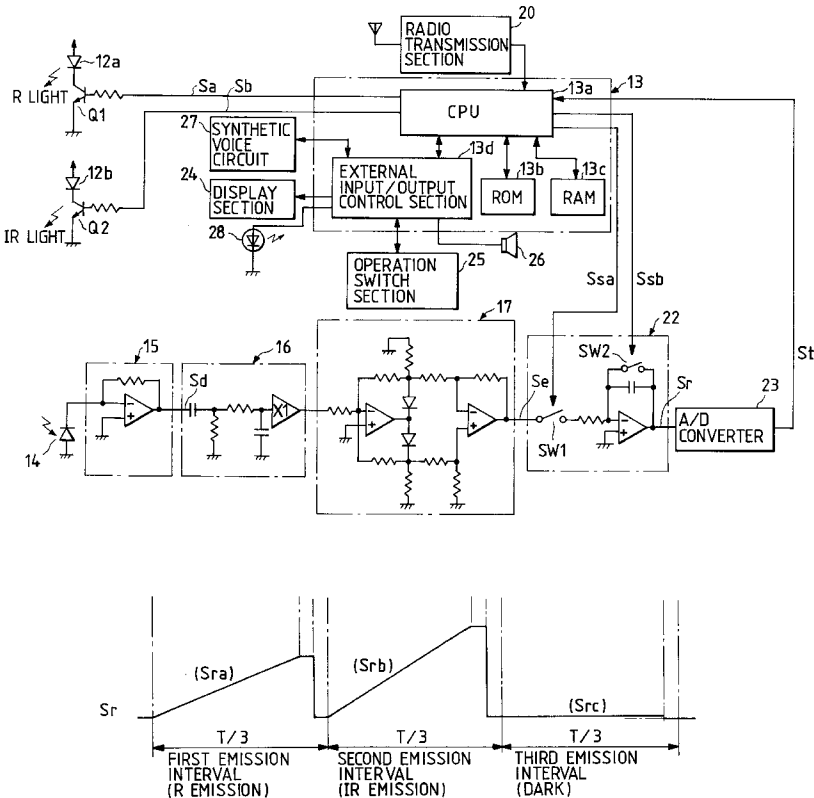 20
RADIO
TRANSMISSION
SECTION
12a
R LIGHT
Q1
Sa
Sb
13
13a
CPU
27
SYNTHETIC
VOICE
CIRCUIT
13d
EXTERNAL
INPUT/OUTPUT
CONTROL SECTION
13b
ROM
13c
RAM
12b
IR LIGHT
Q2
24
DISPLAY
SECTION
28
OPERATION
SWITCH
SECTION
25
26
Ssa
Ssb
St
15
14
Sd
16
X1
17
Se
22
SW2
SW1
Sr
23
A/D
CONVERTER
Sr
(Sra)
(Srb)
(Src)
T/3
T/3
T/3
FIRST EMISSION
INTERVAL
(R EMISSION)
SECOND EMISSION
INTERVAL
(IR EMISSION)
THIRD EMISSION
INTERVAL
(DARK)